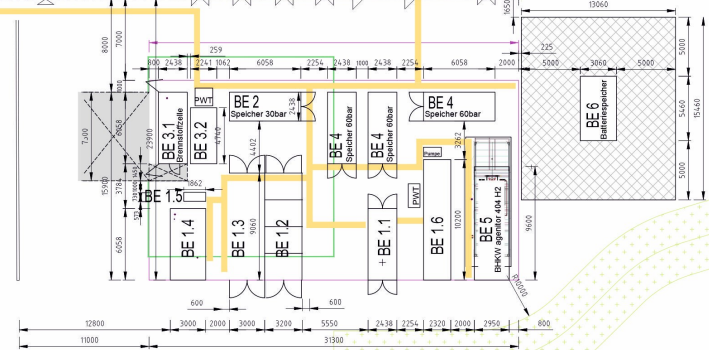 13060
1650
8000
7000
259
225
800
2438
2241
1062
6058
2254
2438
1000
2438
2254
6058
2000
5000
3060
5000
5000
5460
15460
5000
7500
6058
23900
BE 3.1
Brennstoffzelle
PWT
BE 3.2
4740
BE 2
Speicher 30bar
2438
4402
BE 4
Speicher 60bar
BE 4
Speicher 60bar
BE 4
Speicher 60bar
3262
Pumpe
BE 6
Batteriespeicher
15900
3784
BE 1.5
1862
6058
BE 1.4
BE 1.3
9060
BE 1.2
+ BE 1.1
PWT
BE 1.6
10200
BE 5
BHKW agenitor 404 H2
9600
R10000
600
600
12800
3000
2000
3000
3200
5550
2438
2254
2320
2000
2950
800
11000
31300